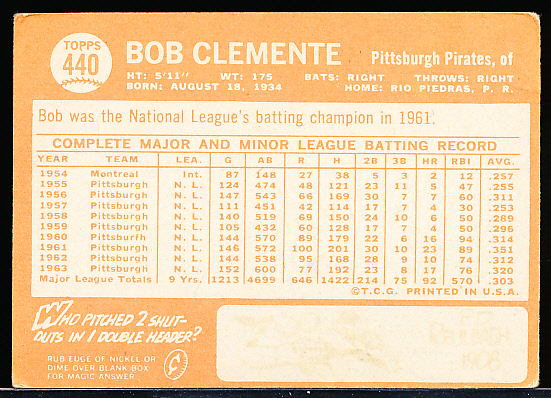 TOPPS
440
BOB CLEMENTE
Pittsburgh Pirates, of
HT: 5'11" WT: 175 BATS: RIGHT THROWS: RIGHT
BORN: AUGUST 18, 1934 HOME: RIO PIEDRAS, P. R.
Bob was the National League's batting champion in 1961.
COMPLETE MAJOR AND MINOR LEAGUE BATTING RECORD
YEAR TEAM LEA. G AB R H 2B 3B HR RBI AVG.
1954 Montreal Int. 87 148 27 38 5 3 2 12 .257
1955 Pittsburgh N. L. 124 474 48 121 23 11 5 47 .255
1956 Pittsburgh N. L. 147 543 66 169 30 7 7 60 .311
1957 Pittsburgh N. L. 111 451 42 114 17 7 4 30 .253
1958 Pittsburgh N. L. 140 519 69 150 24 10 6 50 .289
1959 Pittsburgh N. L. 105 432 60 128 17 7 4 50 .296
1960 Pittsburfh N. L. 144 570 89 179 22 6 16 94 .314
1961 Pittsburgh N. L. 146 572 100 201 30 10 23 89 .351
1962 Pittsburgh N. L. 144 538 95 168 28 9 10 74 .312
1963 Pittsburgh N. L. 152 600 77 192 23 8 17 76 .320
Major League Totals 9 Yrs. 1213 4699 646 1422 214 75 92 570 .303
©T.C.G. PRINTED IN U.S.A.
WHO PITCHED 2 SHUT-
OUTS IN 1 DOUBLE HEADER?
RUB EDGE OF NICKEL OR
DIME OVER BLANK BOX
FOR MAGIC ANSWER